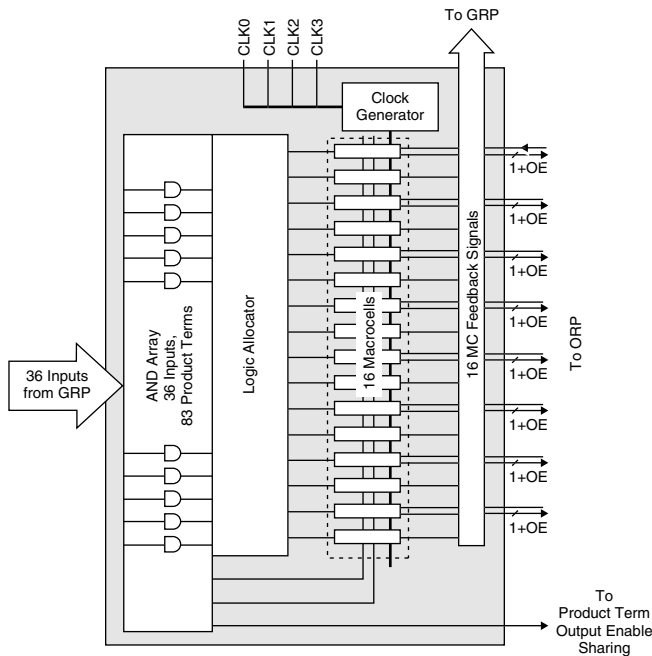 To GRP
CLK0
CLK1
CLK2
CLK3
Clock
Generator
1+OE
1+OE
1+OE
1+OE
1+OE
1+OE
1+OE
1+OE
36 Inputs
from GRP
AND Array
36 Inputs,
83 Product Terms
Logic Allocator
16 Macrocells
16 MC Feedback Signals
To ORP
To
Product Term
Output Enable
Sharing